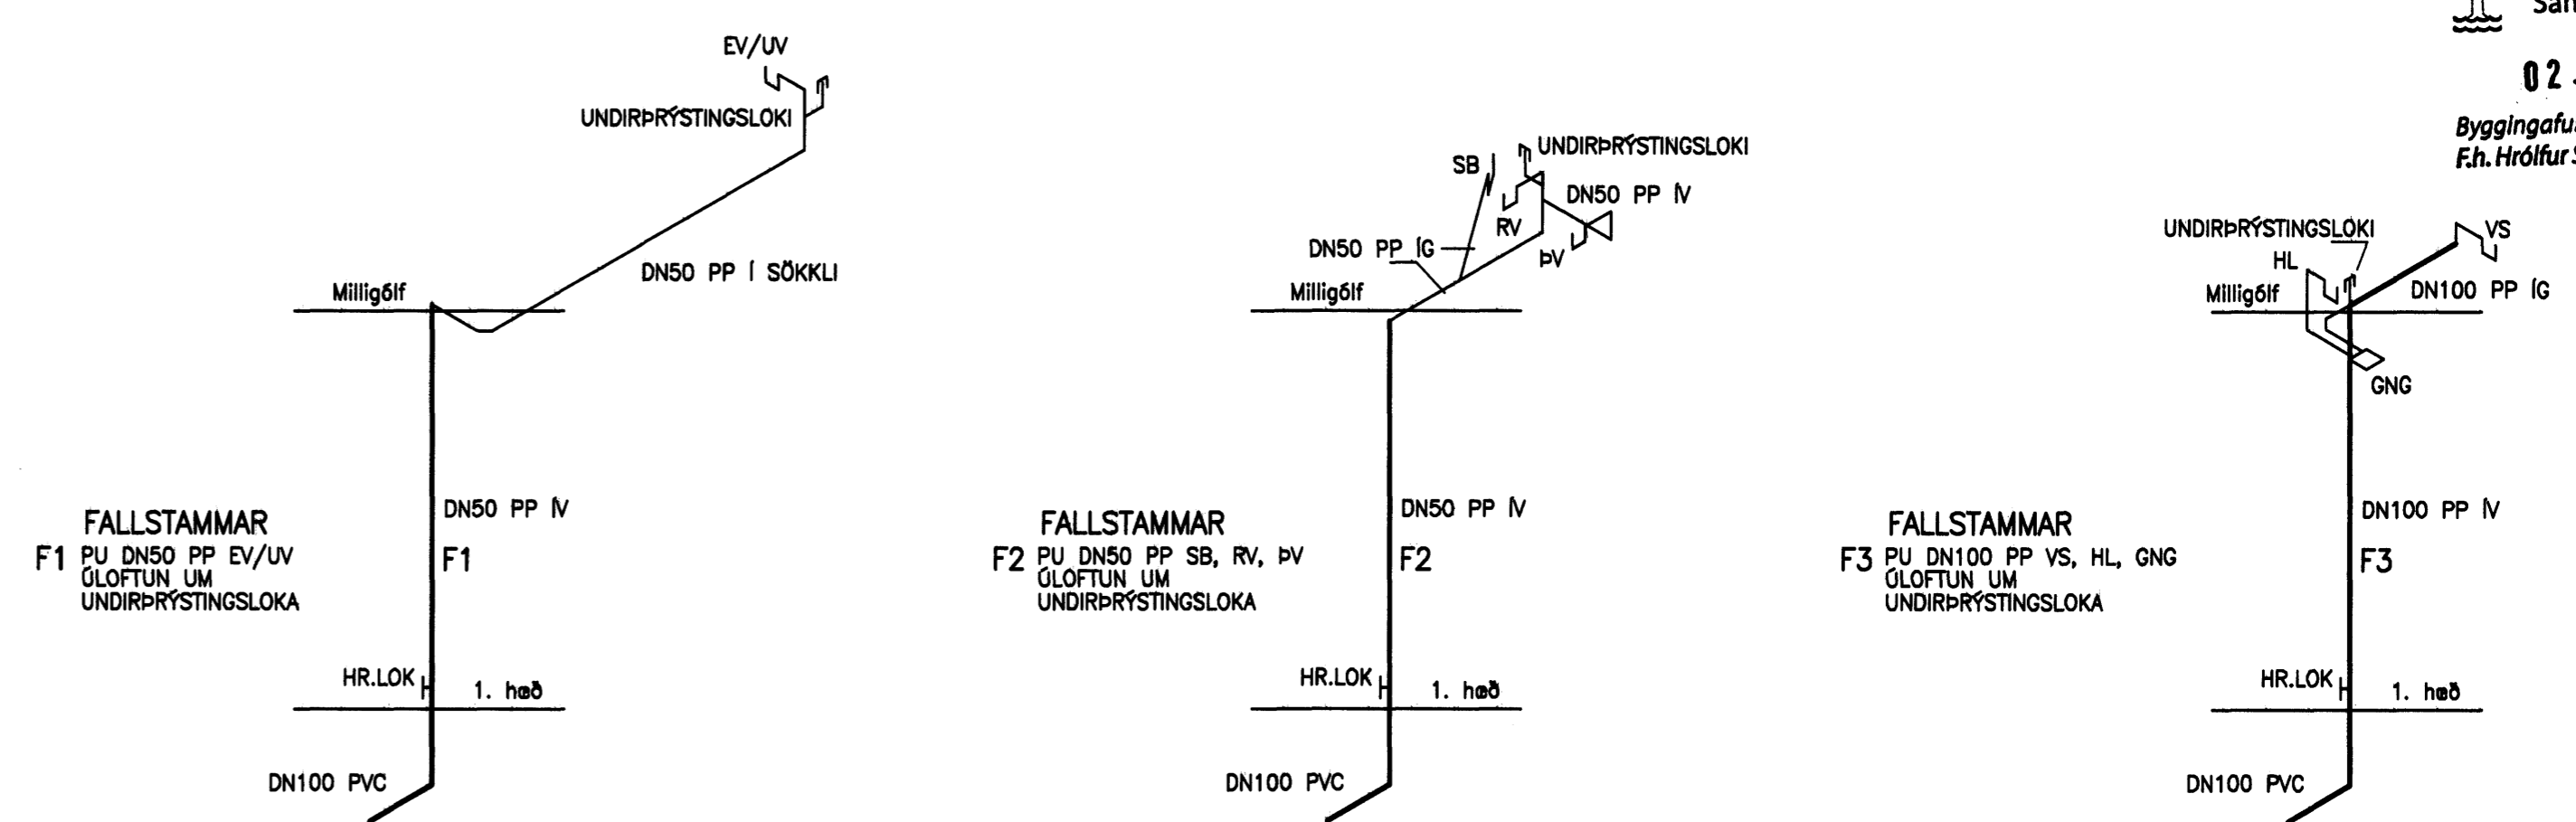 EV/UV
UNDIRÞRÝSTINGSLOKI
DN50 PP Í SÖKKLI
Milligólf
DN50 PP ÍV
FALLSTAMMAR
F1 PU DN50 PP EV/UV
ÚLOFTUN UM
UNDIRÞRÝSTINGSLOKA
F1
HR.LOK
1. hæð
DN100 PVC
UNDIRÞRÝSTINGSLOKI
SB
DN50 PP ÍV
RV
DN50 PP ÍG
ÞV
Milligólf
DN50 PP ÍV
FALLSTAMMAR
F2 PU DN50 PP SB, RV, ÞV
ÚLOFTUN UM
UNDIRÞRÝSTINGSLOKA
F2
HR.LOK
1. hæð
DN100 PVC
02
Byggingafu
F.h. Hrólfur S
UNDIRÞRÝSTINGSLOKI
VS
HL
Milligólf
DN100 PP ÍG
GNG
DN100 PP ÍV
FALLSTAMMAR
F3 PU DN100 PP VS, HL, GNG
ÚLOFTUN UM
UNDIRÞRÝSTINGSLOKA
F3
HR.LOK
1. hæð
DN100 PVC